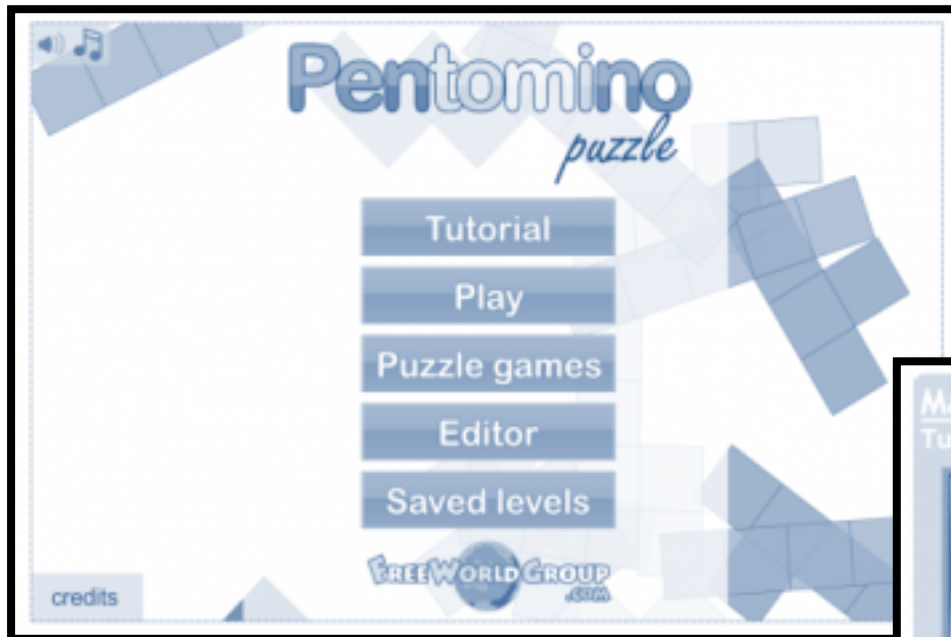 Pentomino
puzzle
Tutorial
Play
Puzzle games
Editor
Saved levels
FREEWORLDGROUP
.COM
credits